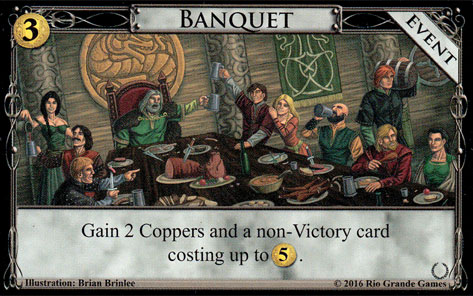 BANQUET
3
EVENT
Gain 2 Coppers and a non-Victory card
costing up to 5 .
Illustration: Brian Brinlee
© 2016 Rio Grande Games